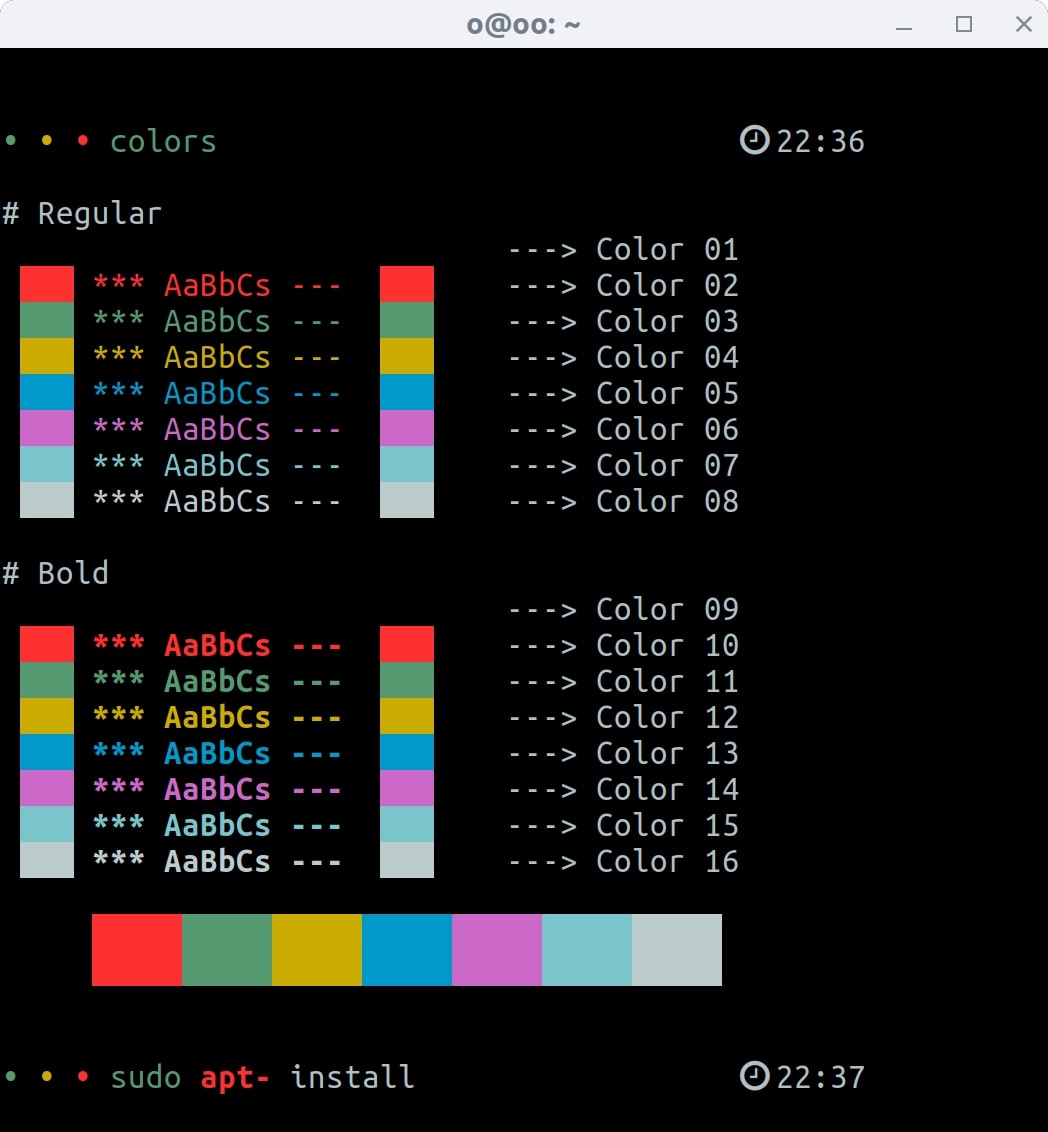 o@oo: ~
• • • colors 22:36
# Regular
---> Color 01
*** AaBbCs --- ---> Color 02
*** AaBbCs --- ---> Color 03
*** AaBbCs --- ---> Color 04
*** AaBbCs --- ---> Color 05
*** AaBbCs --- ---> Color 06
*** AaBbCs --- ---> Color 07
*** AaBbCs --- ---> Color 08
# Bold
---> Color 09
*** AaBbCs --- ---> Color 10
*** AaBbCs --- ---> Color 11
*** AaBbCs --- ---> Color 12
*** AaBbCs --- ---> Color 13
*** AaBbCs --- ---> Color 14
*** AaBbCs --- ---> Color 15
*** AaBbCs --- ---> Color 16
• • • sudo apt- install 22:37